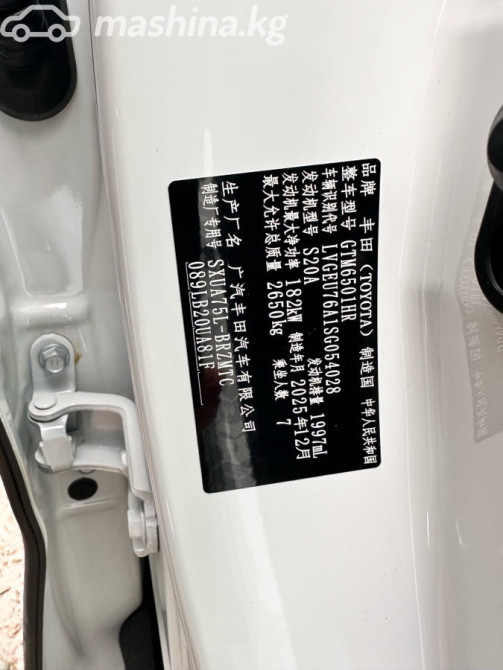 mashina.kg
品牌 丰田（TOYOTA） 制造国 中华人民共和国
整车型号 GTM6501HR
车辆识别代号 LVGEU76A1SG054028
发动机型号 S20A 发动机排量 1997mL
发动机最大净功率 182kW 制造年月 2025年12月
最大允许总质量 2650kg 乘坐人数 7
生产厂名 广汽丰田汽车有限公司
制造厂专用号 SXUA75L-BRZMTC
089LB20UA81F